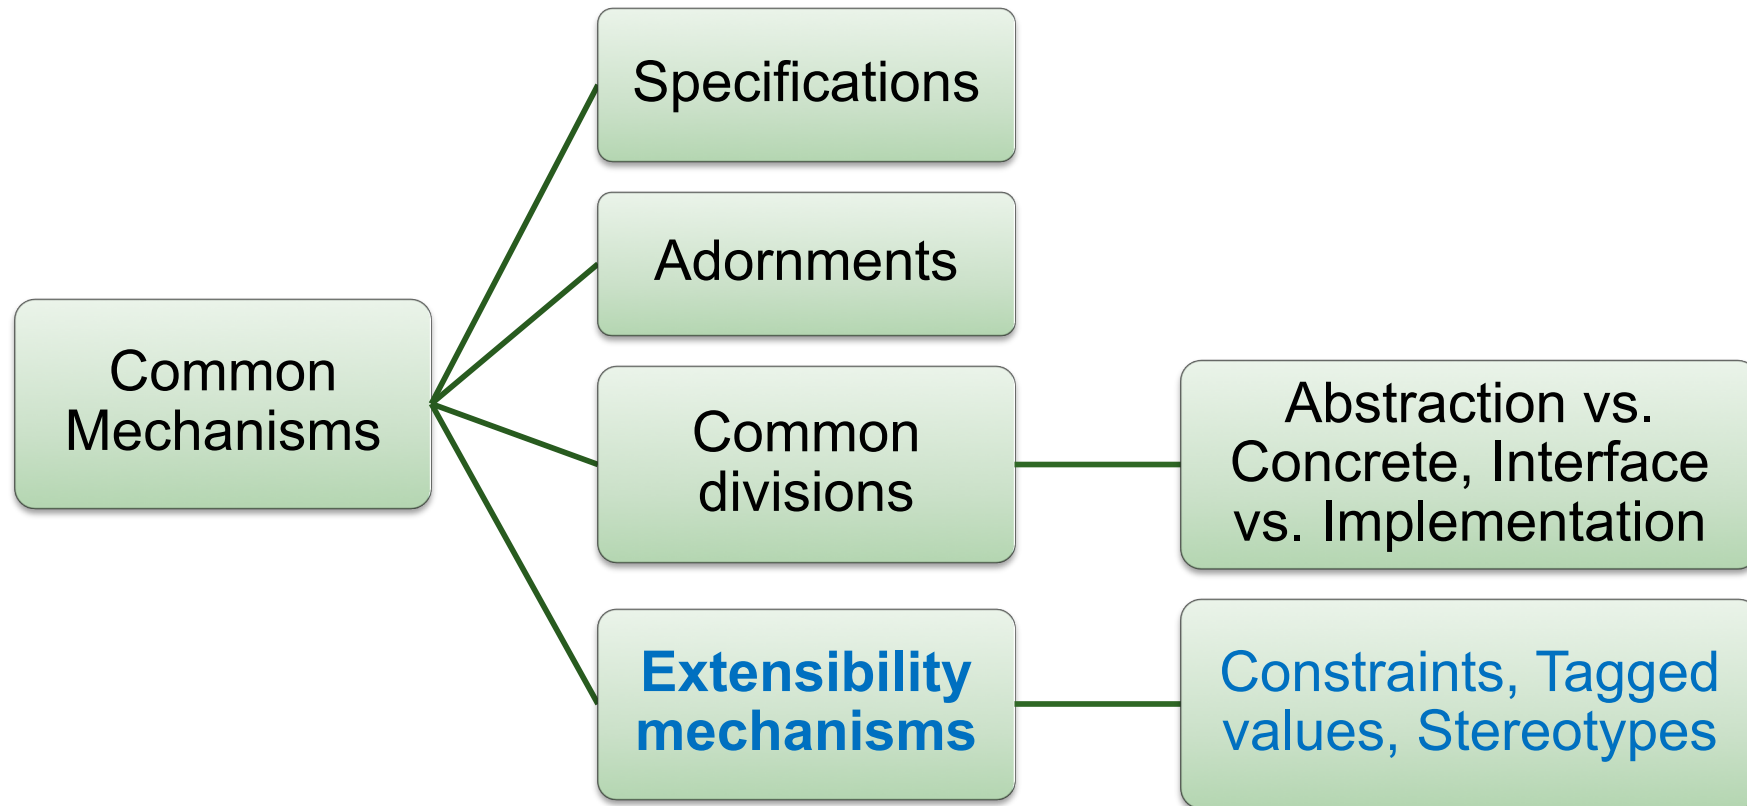 Specifications
Adornments
Common
Mechanisms
Common
divisions
Abstraction vs.
Concrete, Interface
vs. Implementation
Extensibility
mechanisms
Constraints, Tagged
values, Stereotypes